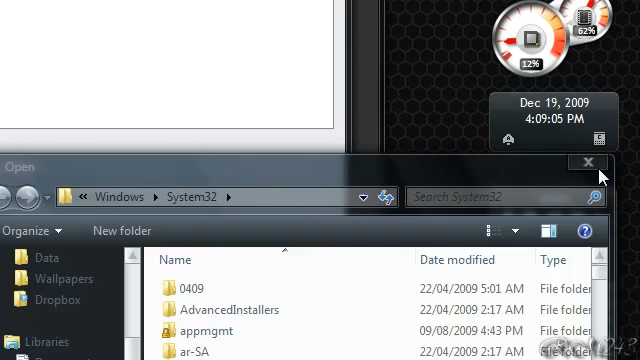 62%
12%
Dec 19, 2009
4:09:05 PM
Open
Windows System32
Search System32
Organize New folder
Name Date modified Type
Data
Wallpapers
Dropbox
Libraries
0409 22/04/2009 5:01 AM File folder
AdvancedInstallers 22/04/2009 2:17 AM File folder
appmgmt 09/08/2009 4:43 PM File folder
ar-SA 22/04/2009 2:17 AM File folder